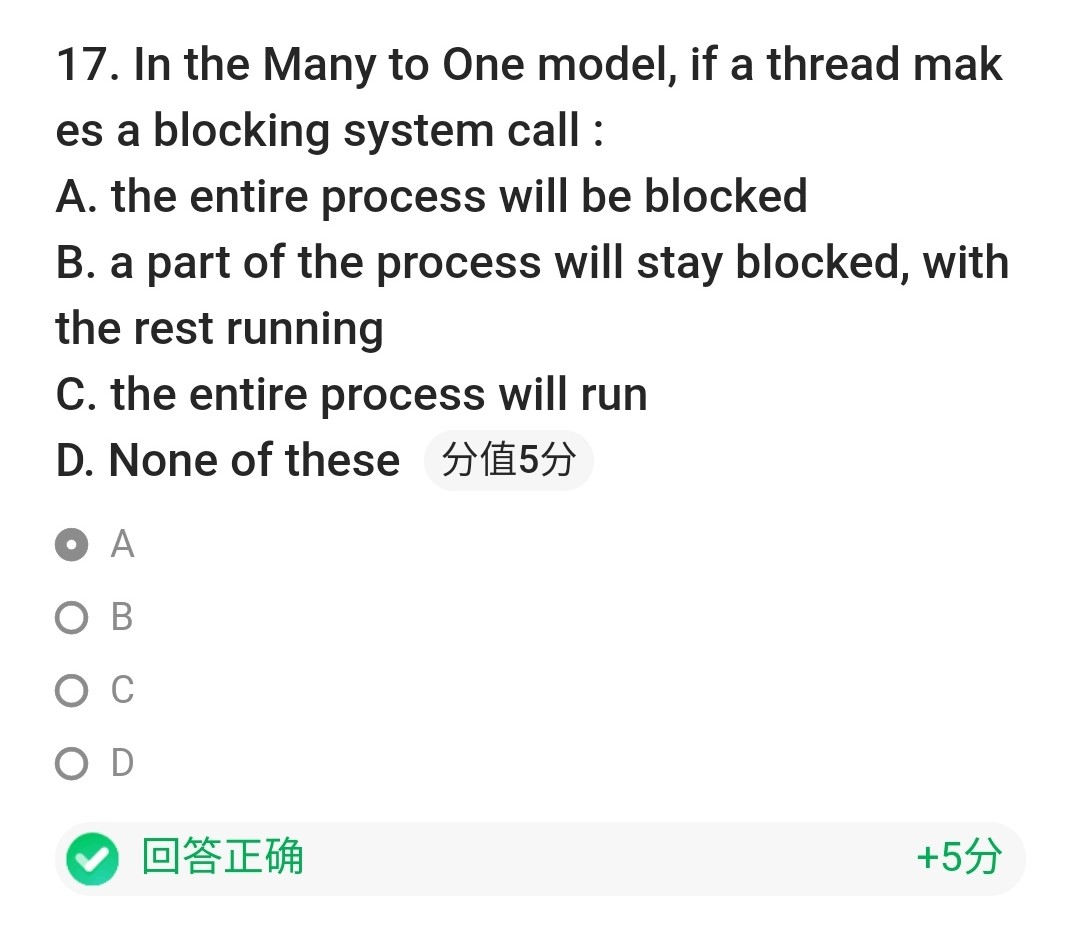 17. In the Many to One model, if a thread mak
es a blocking system call :
A. the entire process will be blocked
B. a part of the process will stay blocked, with
the rest running
C. the entire process will run
D. None of these 分值5分
A
B
C
D
回答正确 +5分